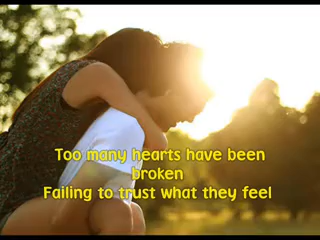 Too many hearts have been
broken
Failing to trust what they feel